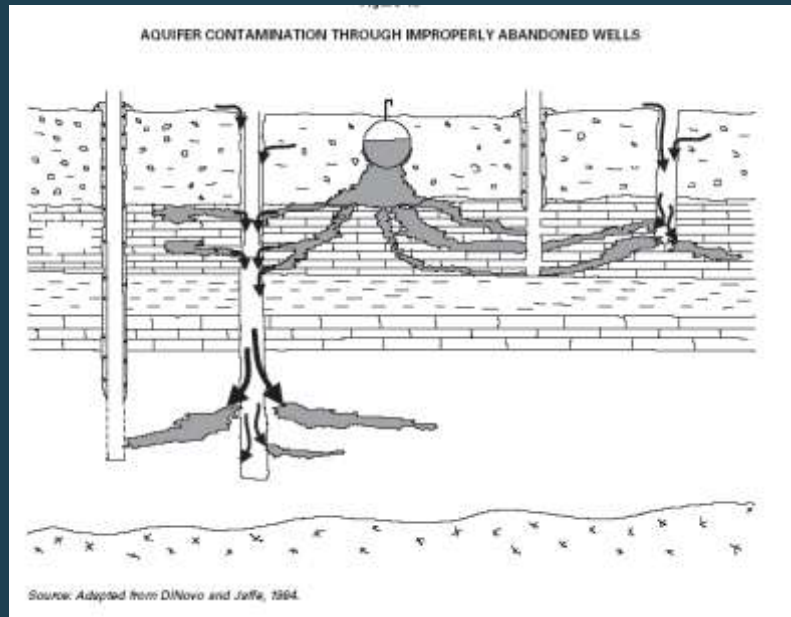 AQUIFER CONTAMINATION THROUGH IMPROPERLY ABANDONED WELLS
Source: Adapted from DiNovo and Jaffe, 1984.